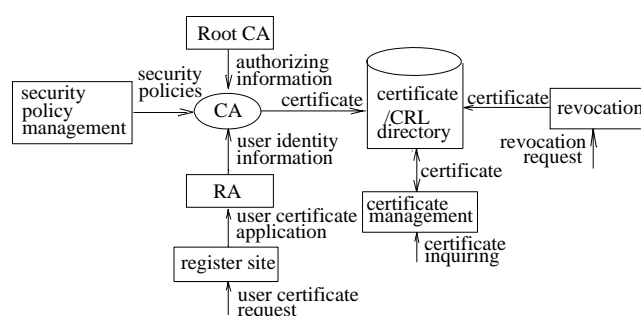 Root CA
authorizing
information
security
policies
security
policy
management
CA
certificate
certificate
/CRL
directory
certificate
revocation
revocation
request
user identity
information
certificate
RA
certificate
management
user certificate
application
certificate
inquiring
register site
user certificate
request